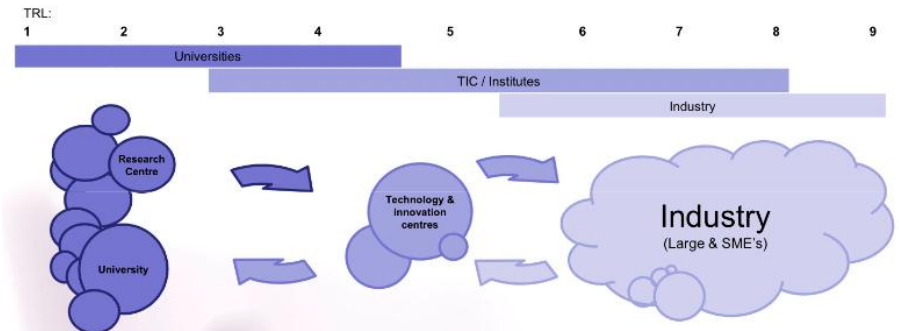 TRL:
1 2 3 4 5 6 7 8 9
Universities
TIC / Institutes
Industry
Research
Centre
Technology &
innovation
centres
University
Industry
(Large & SME's)